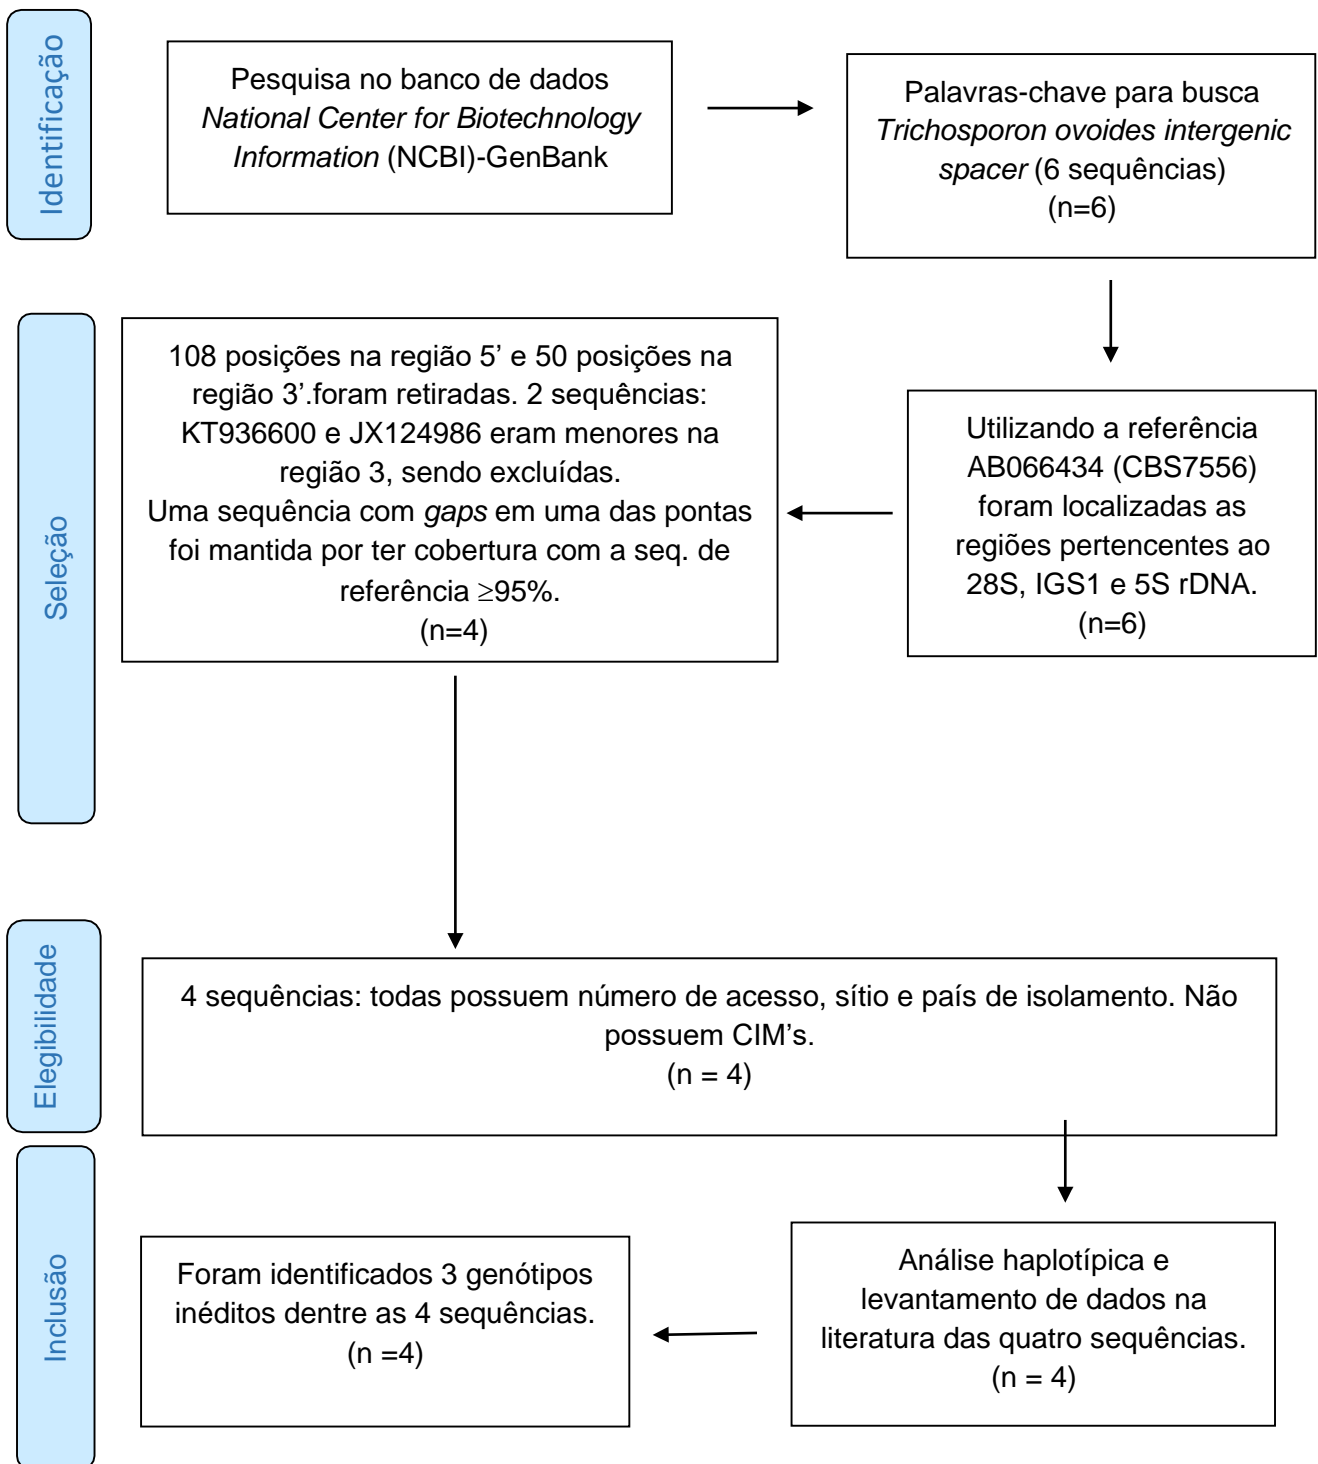 Identificação
Pesquisa no banco de dados
National Center for Biotechnology
Information (NCBI)-GenBank
Palavras-chave para busca
Trichosporon ovoides intergenic
spacer (6 sequências)
(n=6)
Seleção
108 posições na região 5’ e 50 posições na
região 3’.foram retiradas. 2 sequências:
KT936600 e JX124986 eram menores na
região 3, sendo excluídas.
Uma sequência com gaps em uma das pontas
foi mantida por ter cobertura com a seq. de
referência ≥95%.
(n=4)
Utilizando a referência
AB066434 (CBS7556)
foram localizadas as
regiões pertencentes ao
28S, IGS1 e 5S rDNA.
(n=6)
Elegibilidade
4 sequências: todas possuem número de acesso, sítio e país de isolamento. Não
possuem CIM’s.
(n = 4)
Inclusão
Foram identificados 3 genótipos
inéditos dentre as 4 sequências.
(n =4)
Análise haplotípica e
levantamento de dados na
literatura das quatro sequências.
(n = 4)